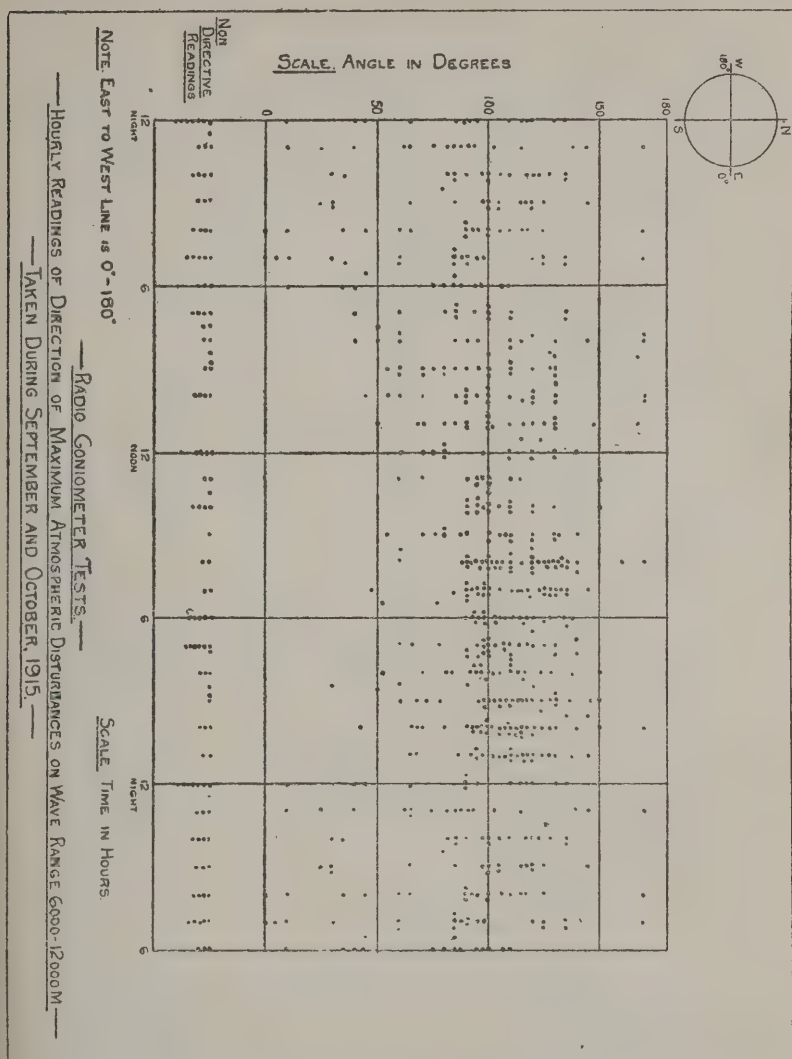 W
180°
N
E
0°
S
SCALE. ANGLE IN DEGREES
180
150
100
50
0
NON
DIRECTIVE
READINGS
12
NIGHT
6
12
NOON
6
12
NIGHT
6
NOTE. EAST TO WEST LINE IS 0°-180°
SCALE TIME IN HOURS.
— RADIO GONIOMETER TESTS. —
— HOURLY READINGS OF DIRECTION OF MAXIMUM ATMOSPHERIC DISTURBANCES ON WAVE RANGE 6000-12000 M —
— TAKEN DURING SEPTEMBER AND OCTOBER, 1915. —